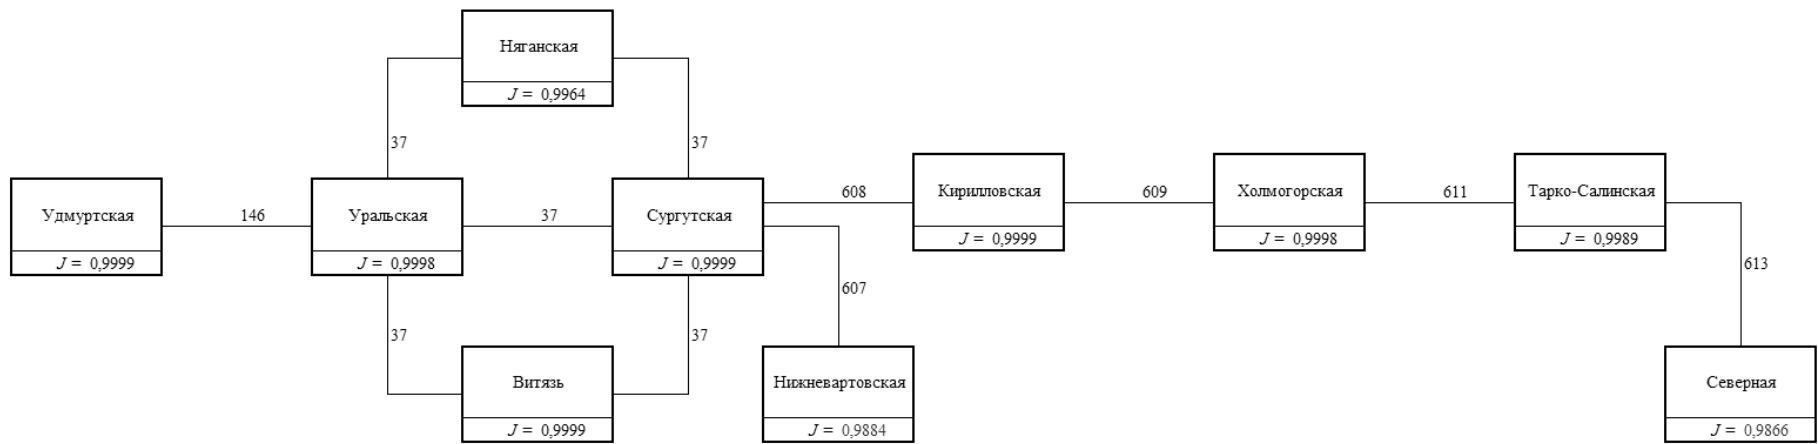 Няганская
J = 0,9964
37
37
Удмуртская
J = 0,9999
146
Уральская
J = 0,9998
37
Сургутская
J = 0,9999
608
Кирилловская
J = 0,9999
609
Холмогорская
J = 0,9998
611
Тарко-Салинская
J = 0,9989
607
613
37
37
Витязь
J = 0,9999
Нижневартовская
J = 0,9884
Северная
J = 0,9866